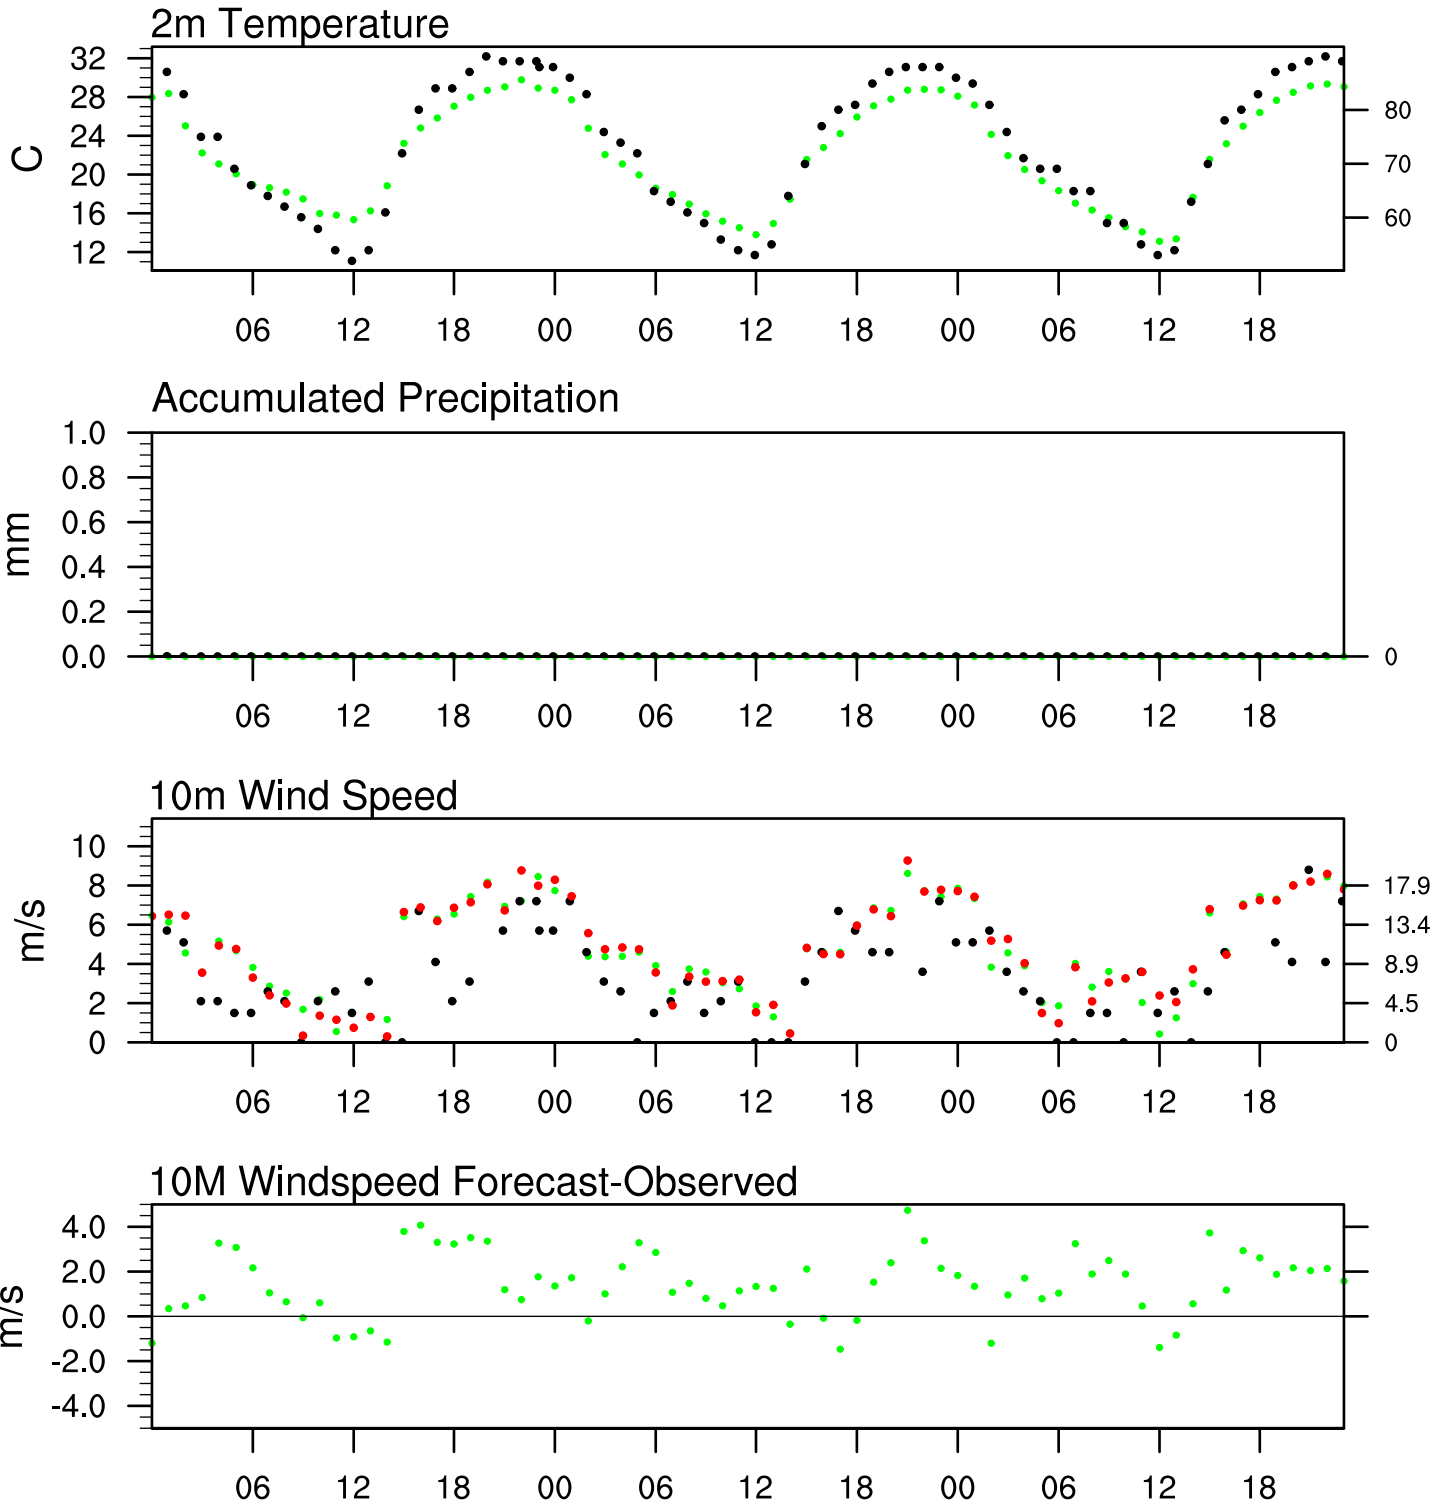 2m Temperature
32
28
24
20
16
12
C
80
70
60
06 12 18 00 06 12 18 00 06 12 18
Accumulated Precipitation
1.0
0.8
0.6
0.4
0.2
0.0
mm
0
06 12 18 00 06 12 18 00 06 12 18
10m Wind Speed
10
8
6
4
2
0
m/s
17.9
13.4
8.9
4.5
0
06 12 18 00 06 12 18 00 06 12 18
10M Windspeed Forecast-Observed
4.0
2.0
0.0
-2.0
-4.0
m/s
06 12 18 00 06 12 18 00 06 12 18